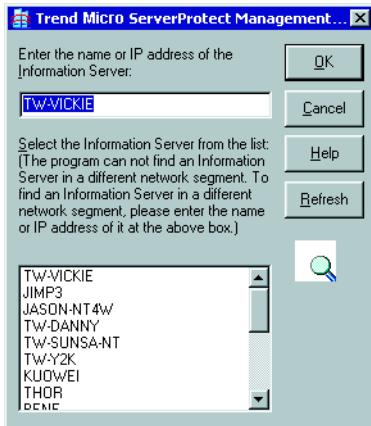 Trend Micro ServerProtect Management...
Enter the name or IP address of the
Information Server:
TW-VICKIE
OK
Cancel
Select the Information Server from the list:
(The program can not find an Information
Server in a different network segment. To
find an Information Server in a different
network segment, please enter the name
or IP address of it at the above box.)
Help
Refresh
TW-VICKIE
JIMP3
JASON-NT4W
TW-DANNY
TW-SUNSA-NT
TW-Y2K
KUOWEI
THOR